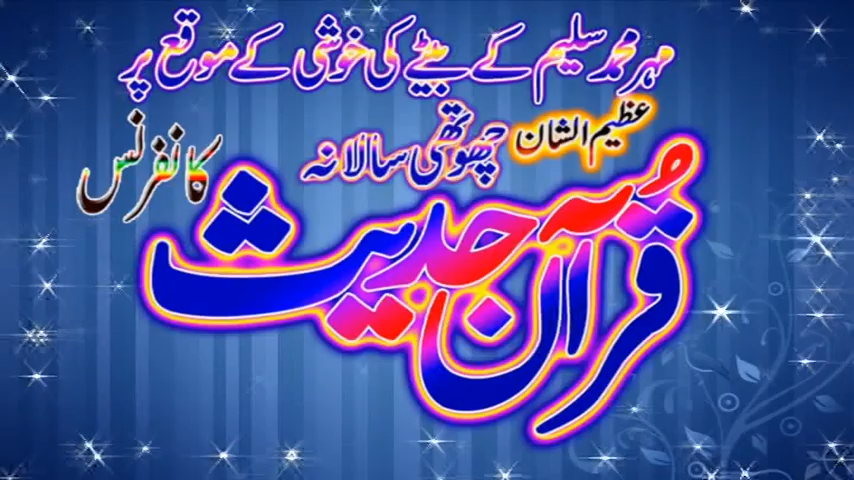 مہر محمد سلیم کے بیٹے کی خوشی کے موقع پر
عظیم الشان
چھوتھی سالانہ
قرآن حدیث
کانفرنس